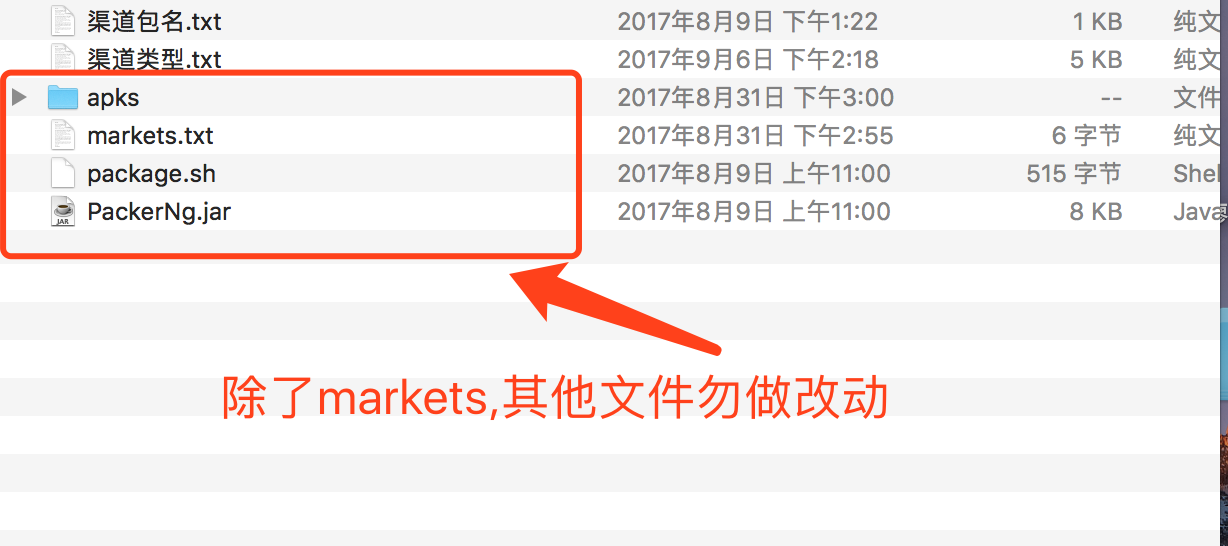 渠道包名.txt 2017年8月9日 下午1:22 1 KB 纯文
渠道类型.txt 2017年9月6日 下午2:18 5 KB 纯文
apks 2017年8月31日 下午3:00 -- 文件
markets.txt 2017年8月31日 下午2:55 6 字节 纯文
package.sh 2017年8月9日 上午11:00 515 字节 Shel
JAR PackerNg.jar 2017年8月9日 上午11:00 8 KB Java
除了markets,其他文件勿做改动